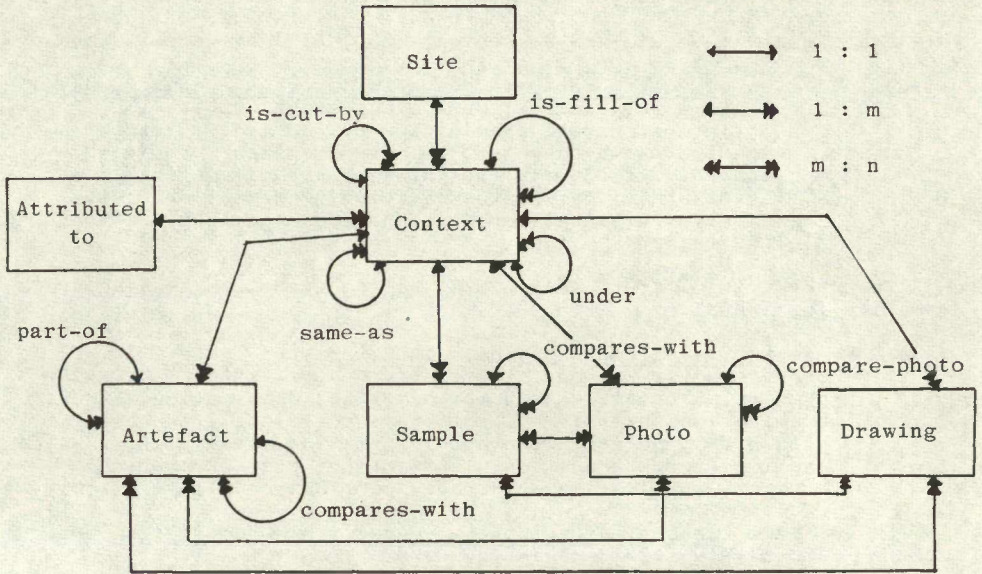 Site
1 : 1
is-cut-by
is-fill-of
1 : m
m : n
Attributed
to
Context
under
same-as
part-of
compares-with
compare-photo
Artefact
Sample
Photo
Drawing
compares-with